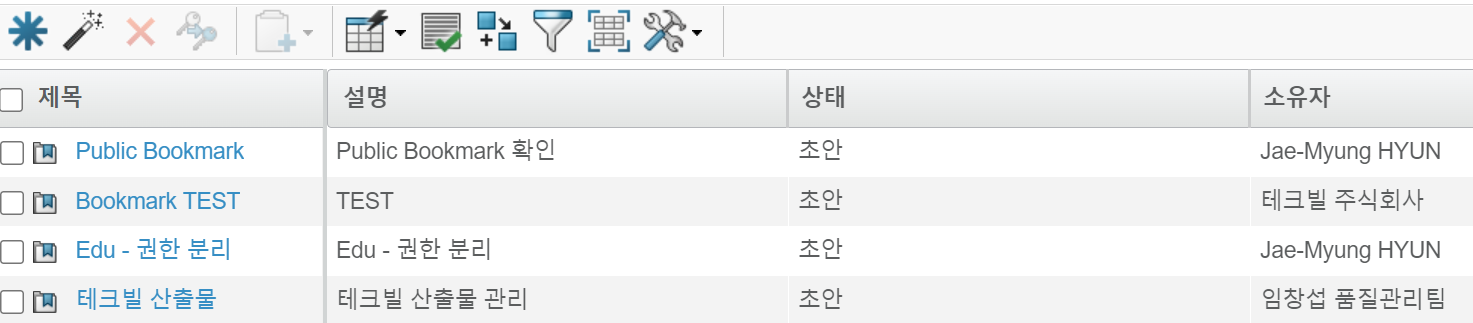 제목 설명 상태 소유자
Public Bookmark Public Bookmark 확인 초안 Jae-Myung HYUN
Bookmark TEST TEST 초안 테크빌 주식회사
Edu - 권한 분리 Edu - 권한 분리 초안 Jae-Myung HYUN
테크빌 산출물 테크빌 산출물 관리 초안 임창섭 품질관리팀